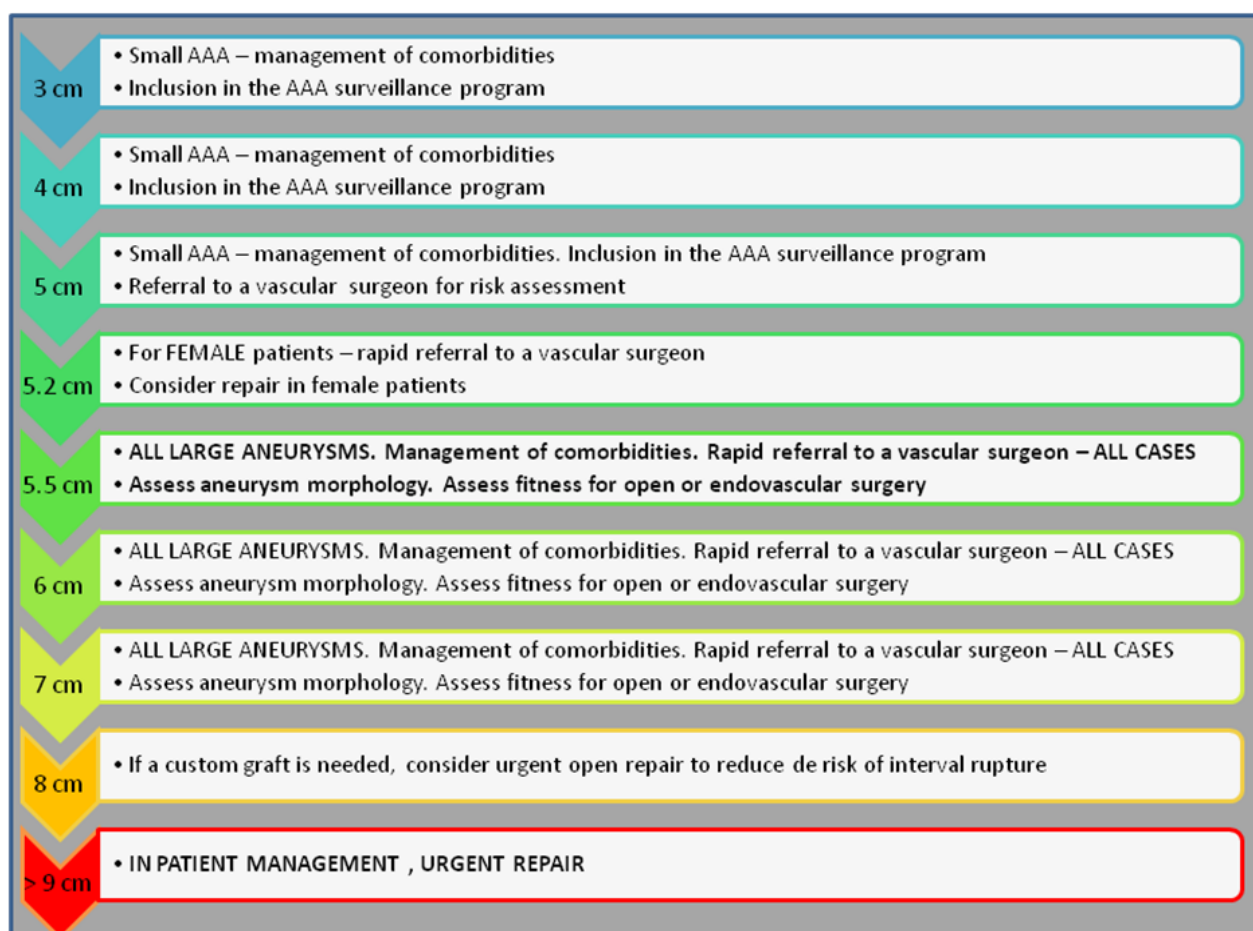 3 cm
• Small AAA – management of comorbidities
• Inclusion in the AAA surveillance program
4 cm
• Small AAA – management of comorbidities
• Inclusion in the AAA surveillance program
5 cm
• Small AAA – management of comorbidities. Inclusion in the AAA surveillance program
• Referral to a vascular surgeon for risk assessment
5.2 cm
• For FEMALE patients – rapid referral to a vascular surgeon
• Consider repair in female patients
5.5 cm
• ALL LARGE ANEURYSMS. Management of comorbidities. Rapid referral to a vascular surgeon – ALL CASES
• Assess aneurysm morphology. Assess fitness for open or endovascular surgery
6 cm
• ALL LARGE ANEURYSMS. Management of comorbidities. Rapid referral to a vascular surgeon – ALL CASES
• Assess aneurysm morphology. Assess fitness for open or endovascular surgery
7 cm
• ALL LARGE ANEURYSMS. Management of comorbidities. Rapid referral to a vascular surgeon – ALL CASES
• Assess aneurysm morphology. Assess fitness for open or endovascular surgery
8 cm
• If a custom graft is needed, consider urgent open repair to reduce de risk of interval rupture
> 9 cm
• IN PATIENT MANAGEMENT , URGENT REPAIR